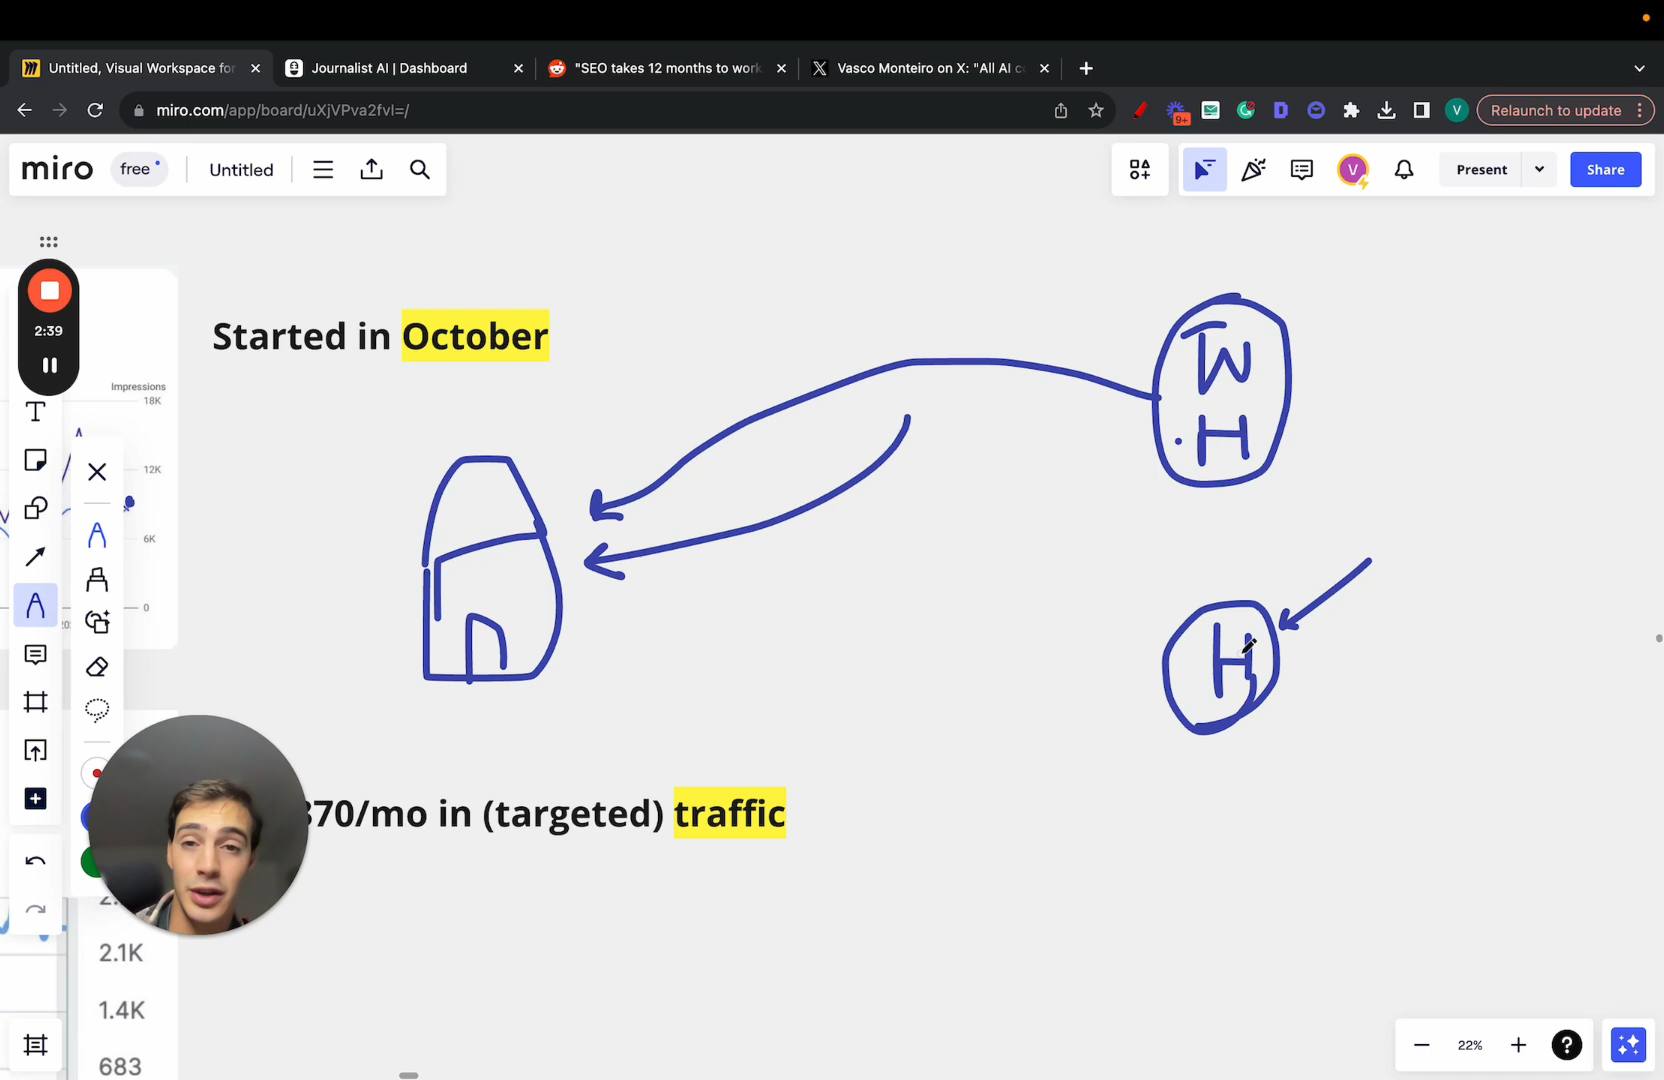 Untitled, Visual Workspace for
Journalist AI | Dashboard
"SEO takes 12 months to work
Vasco Monteiro on X: "All AI c
miro.com/app/board/uXjVPva2fvI=/
9+
D
V
Relaunch to update
miro
free
Untitled
V
Present
Share
2:39
Started in October
Impressions
18K
12K
6K
0
W
H
H
370/mo in (targeted) traffic
2.1K
1.4K
683
22%